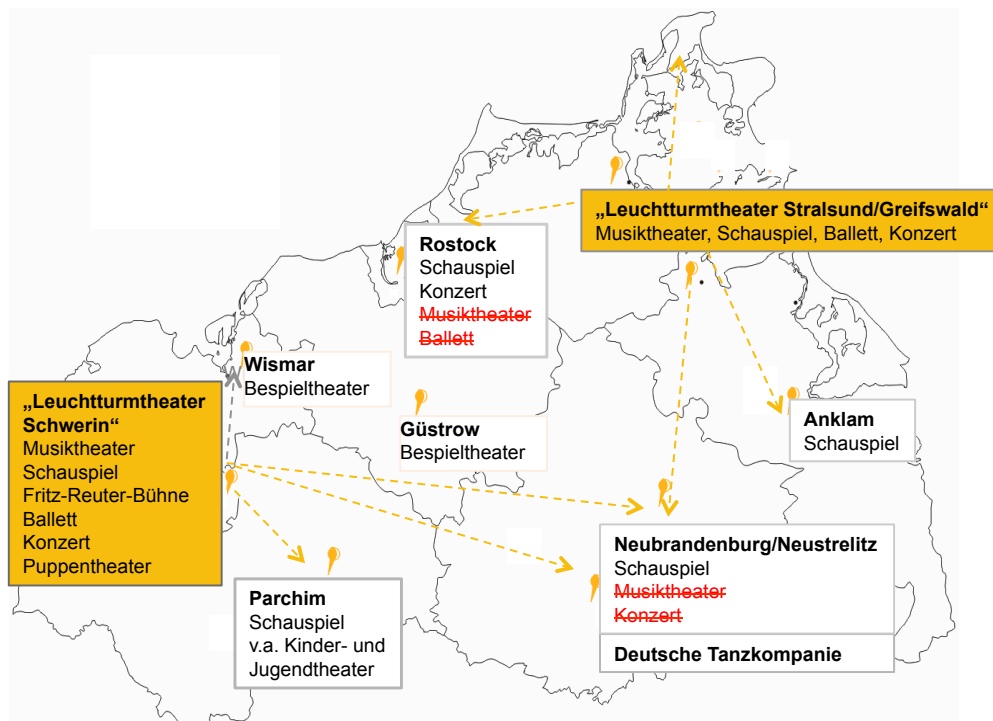 „Leuchtturmtheater Stralsund/Greifswald“
Musiktheater, Schauspiel, Ballett, Konzert
Rostock
Schauspiel
Konzert
Musiktheater
Ballett
Wismar
Bespieltheater
„Leuchtturmtheater
Schwerin“
Musiktheater
Schauspiel
Fritz-Reuter-Bühne
Ballett
Konzert
Puppentheater
Güstrow
Bespieltheater
Anklam
Schauspiel
Neubrandenburg/Neustrelitz
Schauspiel
Musiktheater
Konzert
Deutsche Tanzkompanie
Parchim
Schauspiel
v.a. Kinder- und
Jugendtheater